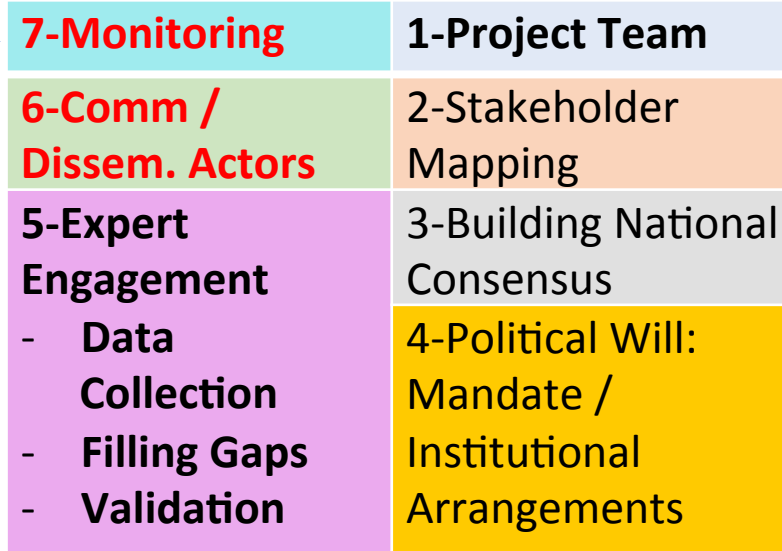 7-Monitoring
1-Project Team
6-Comm /
Dissem. Actors
2-Stakeholder
Mapping
5-Expert
Engagement
- Data
Collection
- Filling Gaps
- Validation
3-Building National
Consensus
4-Political Will:
Mandate /
Institutional
Arrangements